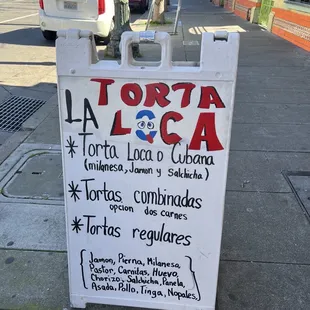 TORTA
LA LOCA
* Torta Loca o Cubana
(milanesa, Jamon y Salchicha)
* Tortas combinadas
opcion dos carnes
* Tortas regulares
{Jamon, Pierna, Milanesa,
Pastor, Carnitas, Huevo,
Chorizo, Salchicha, Panela,
Asada, Pollo, Tinga, Nopales,}